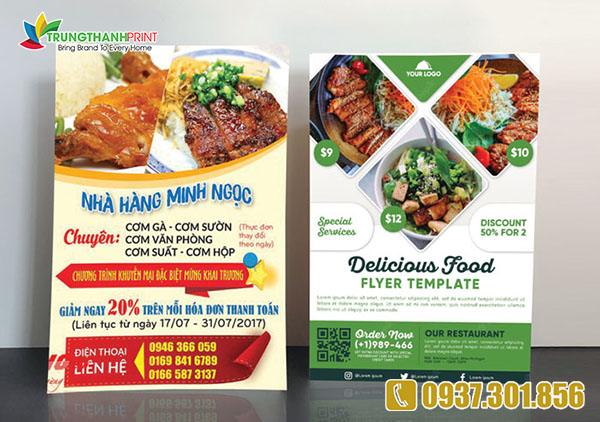 TRUNGTHANHPRINT
Bring Brand To Every Home
NHÀ HÀNG MINH NGỌC
Chuyên:
CƠM GÀ - CƠM SƯỜN
CƠM VĂN PHÒNG
CƠM SUẤT - CƠM HỘP
(Thực đơn
thay đổi
theo ngày)
CHƯƠNG TRÌNH KHUYẾN MẠI ĐẶC BIỆT MỪNG KHAI TRƯƠNG
GIẢM NGAY 20% TRÊN MỖI HÓA ĐƠN THANH TOÁN
(Liên tục từ ngày 17/07 - 31/07/2017)
ĐIỆN THOẠI
LIÊN HỆ
0946 366 059
0169 841 6789
0166 587 3137
YOUR LOGO
$9
$10
$12
Special
Services
DISCOUNT
50% FOR 2
Delicious Food
FLYER TEMPLATE
Order Now
(+1)989-466
OUR RESTAURANT
0937.301.856